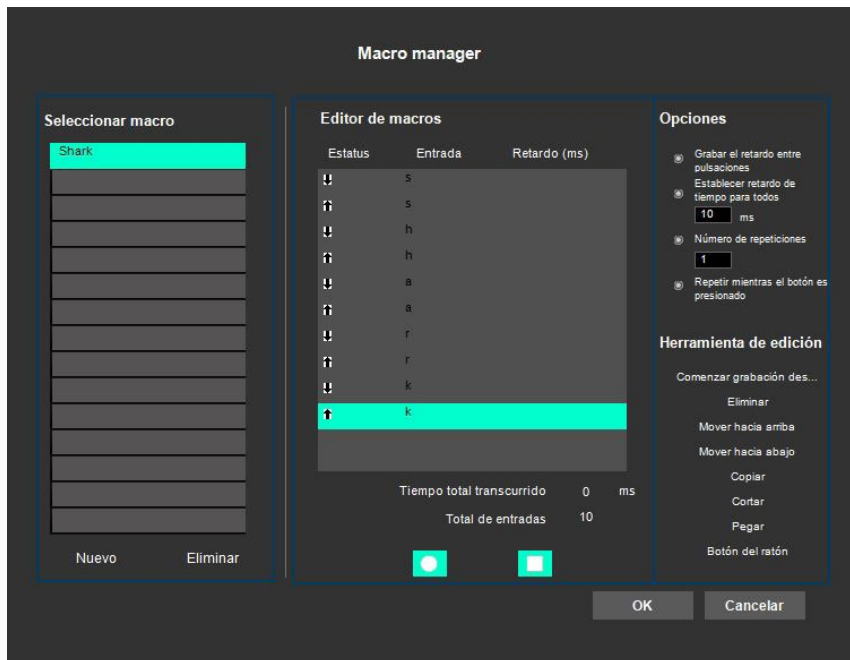 Macro manager
Seleccionar macro
Shark
Nuevo Eliminar
Editor de macros
Estatus Entrada Retardo (ms)
s
s
h
h
a
a
r
r
k
k
Tiempo total transcurrido 0 ms
Total de entradas 10
Opciones
Grabar el retardo entre
pulsaciones
Establecer retardo de
tiempo para todos
10 ms
Número de repeticiones
1
Repetir mientras el botón es
presionado
Herramienta de edición
Comenzar grabación des...
Eliminar
Mover hacia arriba
Mover hacia abajo
Copiar
Cortar
Pegar
Botón del ratón
OK Cancelar